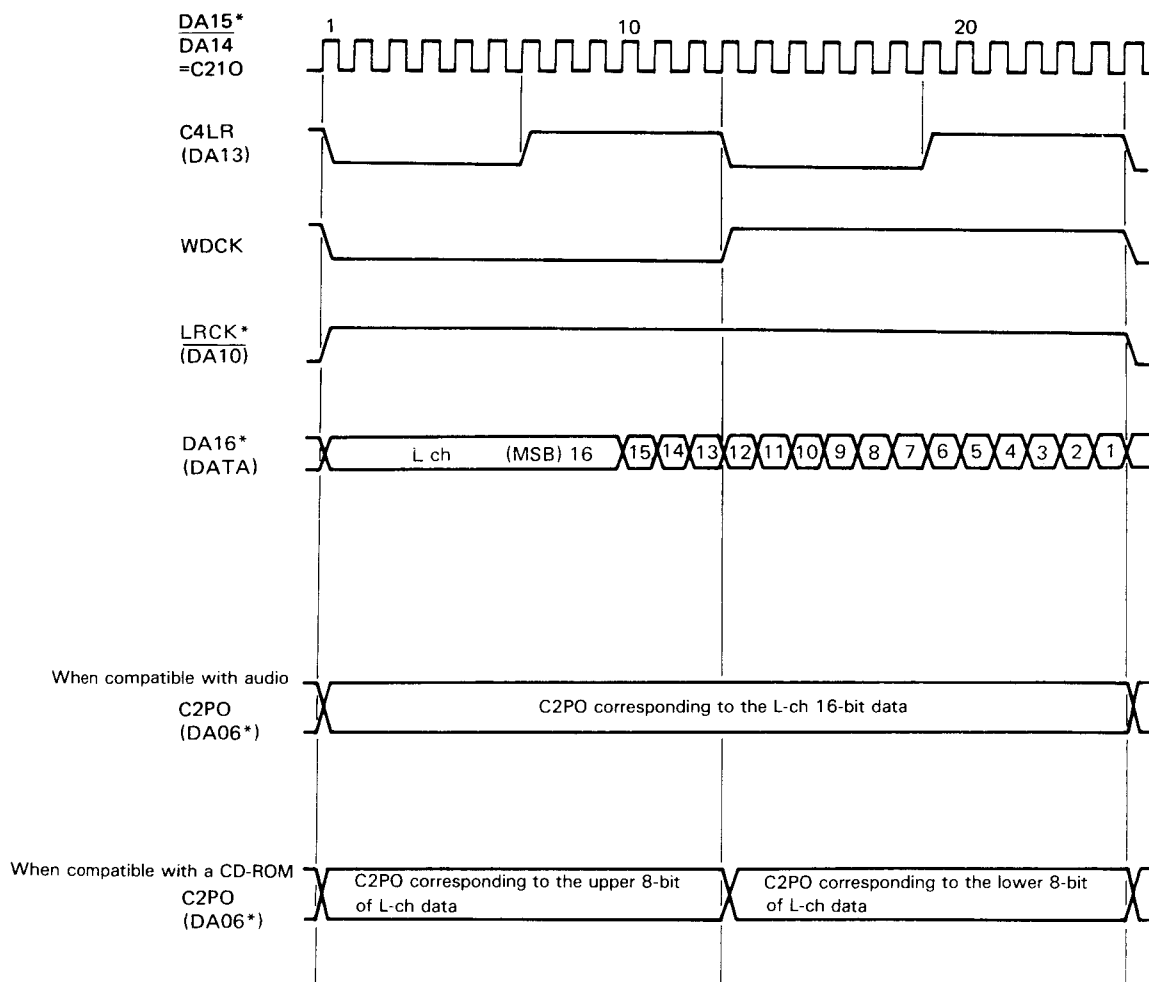 DA15*
DA14
=C210
1 10 20
C4LR
(DA13)
WDCK
LRCK*
(DA10)
DA16*
(DATA)
L ch (MSB) 16 15 14 13 12 11 10 9 8 7 6 5 4 3 2 1
When compatible with audio
C2PO
(DA06*)
C2PO corresponding to the L-ch 16-bit data
When compatible with a CD-ROM
C2PO
(DA06*)
C2PO corresponding to the upper 8-bit
of L-ch data
C2PO corresponding to the lower 8-bit
of L-ch data